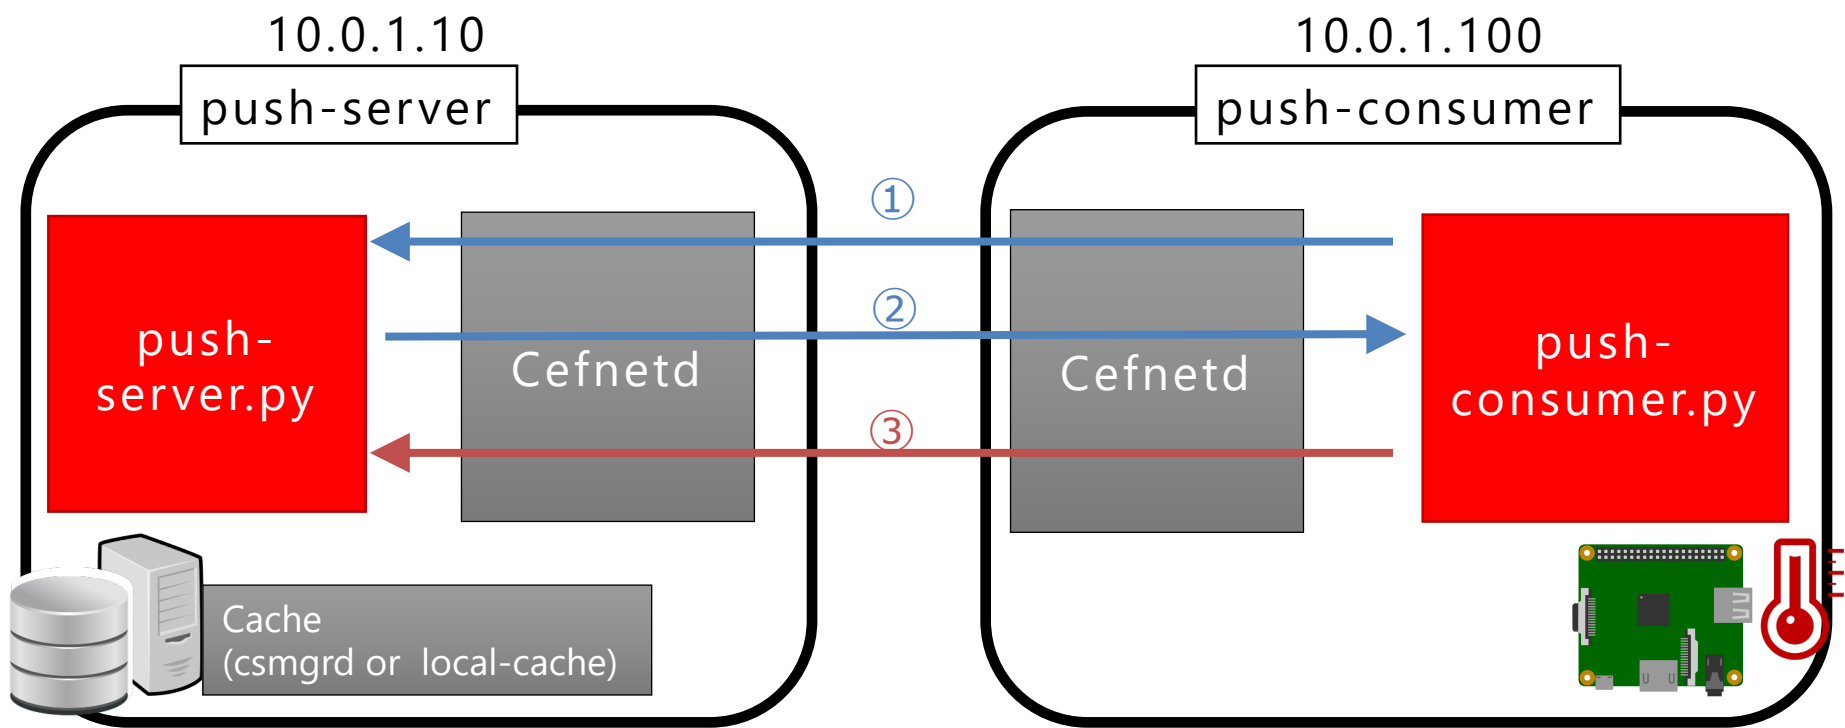 10.0.1.10
10.0.1.100
push-server
push-consumer
①
②
③
push-
server.py
Cefnetd
Cefnetd
push-
consumer.py
Cache
(csmgrd or local-cache)